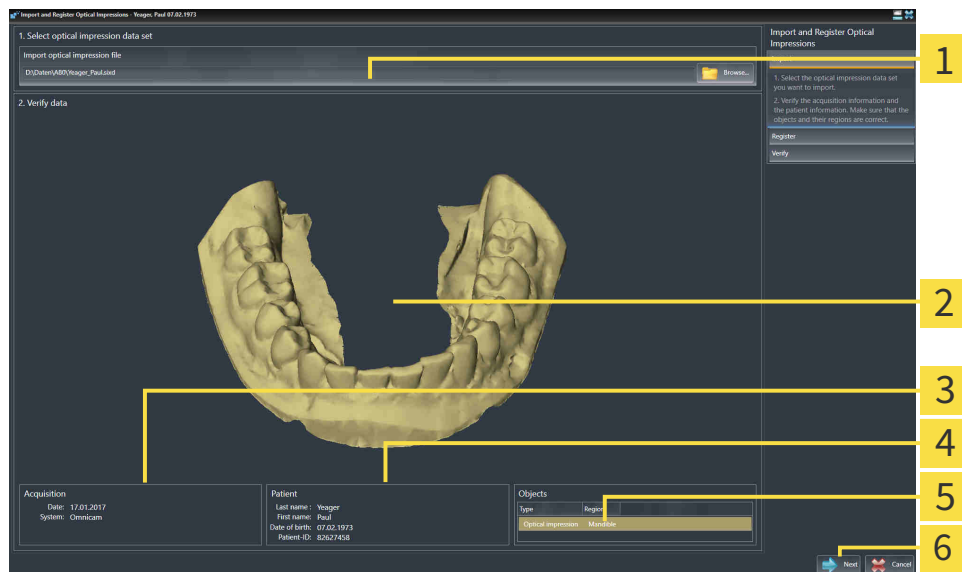 Import and Register Optical Impressions - Yeager, Paul 07.02.1973
1. Select optical impression data set
Import optical impression file
D:\Daten\A80\Yeager_Paul.sixd
Browse...
2. Verify data
Acquisition
Date: 17.01.2017
System: Omnicam
Patient
Last name : Yeager
First name: Paul
Date of birth: 07.02.1973
Patient-ID: 82627458
Objects
Type Region
Optical impression Mandible
Import and Register Optical
Impressions
Import
1. Select the optical impression data set
you want to import.
2. Verify the acquisition information and
the patient information. Make sure that the
objects and their regions are correct.
Register
Verify
Next
Cancel
1
2
3
4
5
6